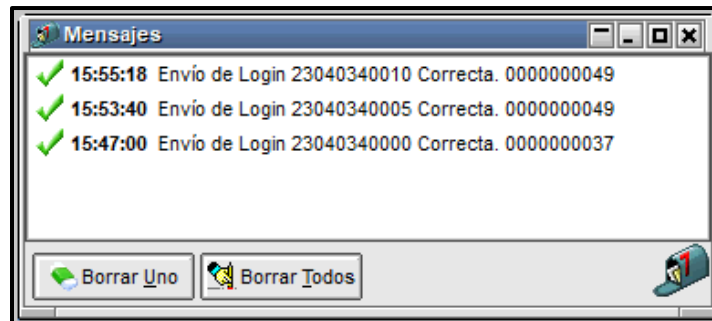 Mensajes
15:55:18 Envío de Login 23040340010 Correcta. 0000000049
15:53:40 Envío de Login 23040340005 Correcta. 0000000049
15:47:00 Envío de Login 23040340000 Correcta. 0000000037
Borrar Uno Borrar Todos